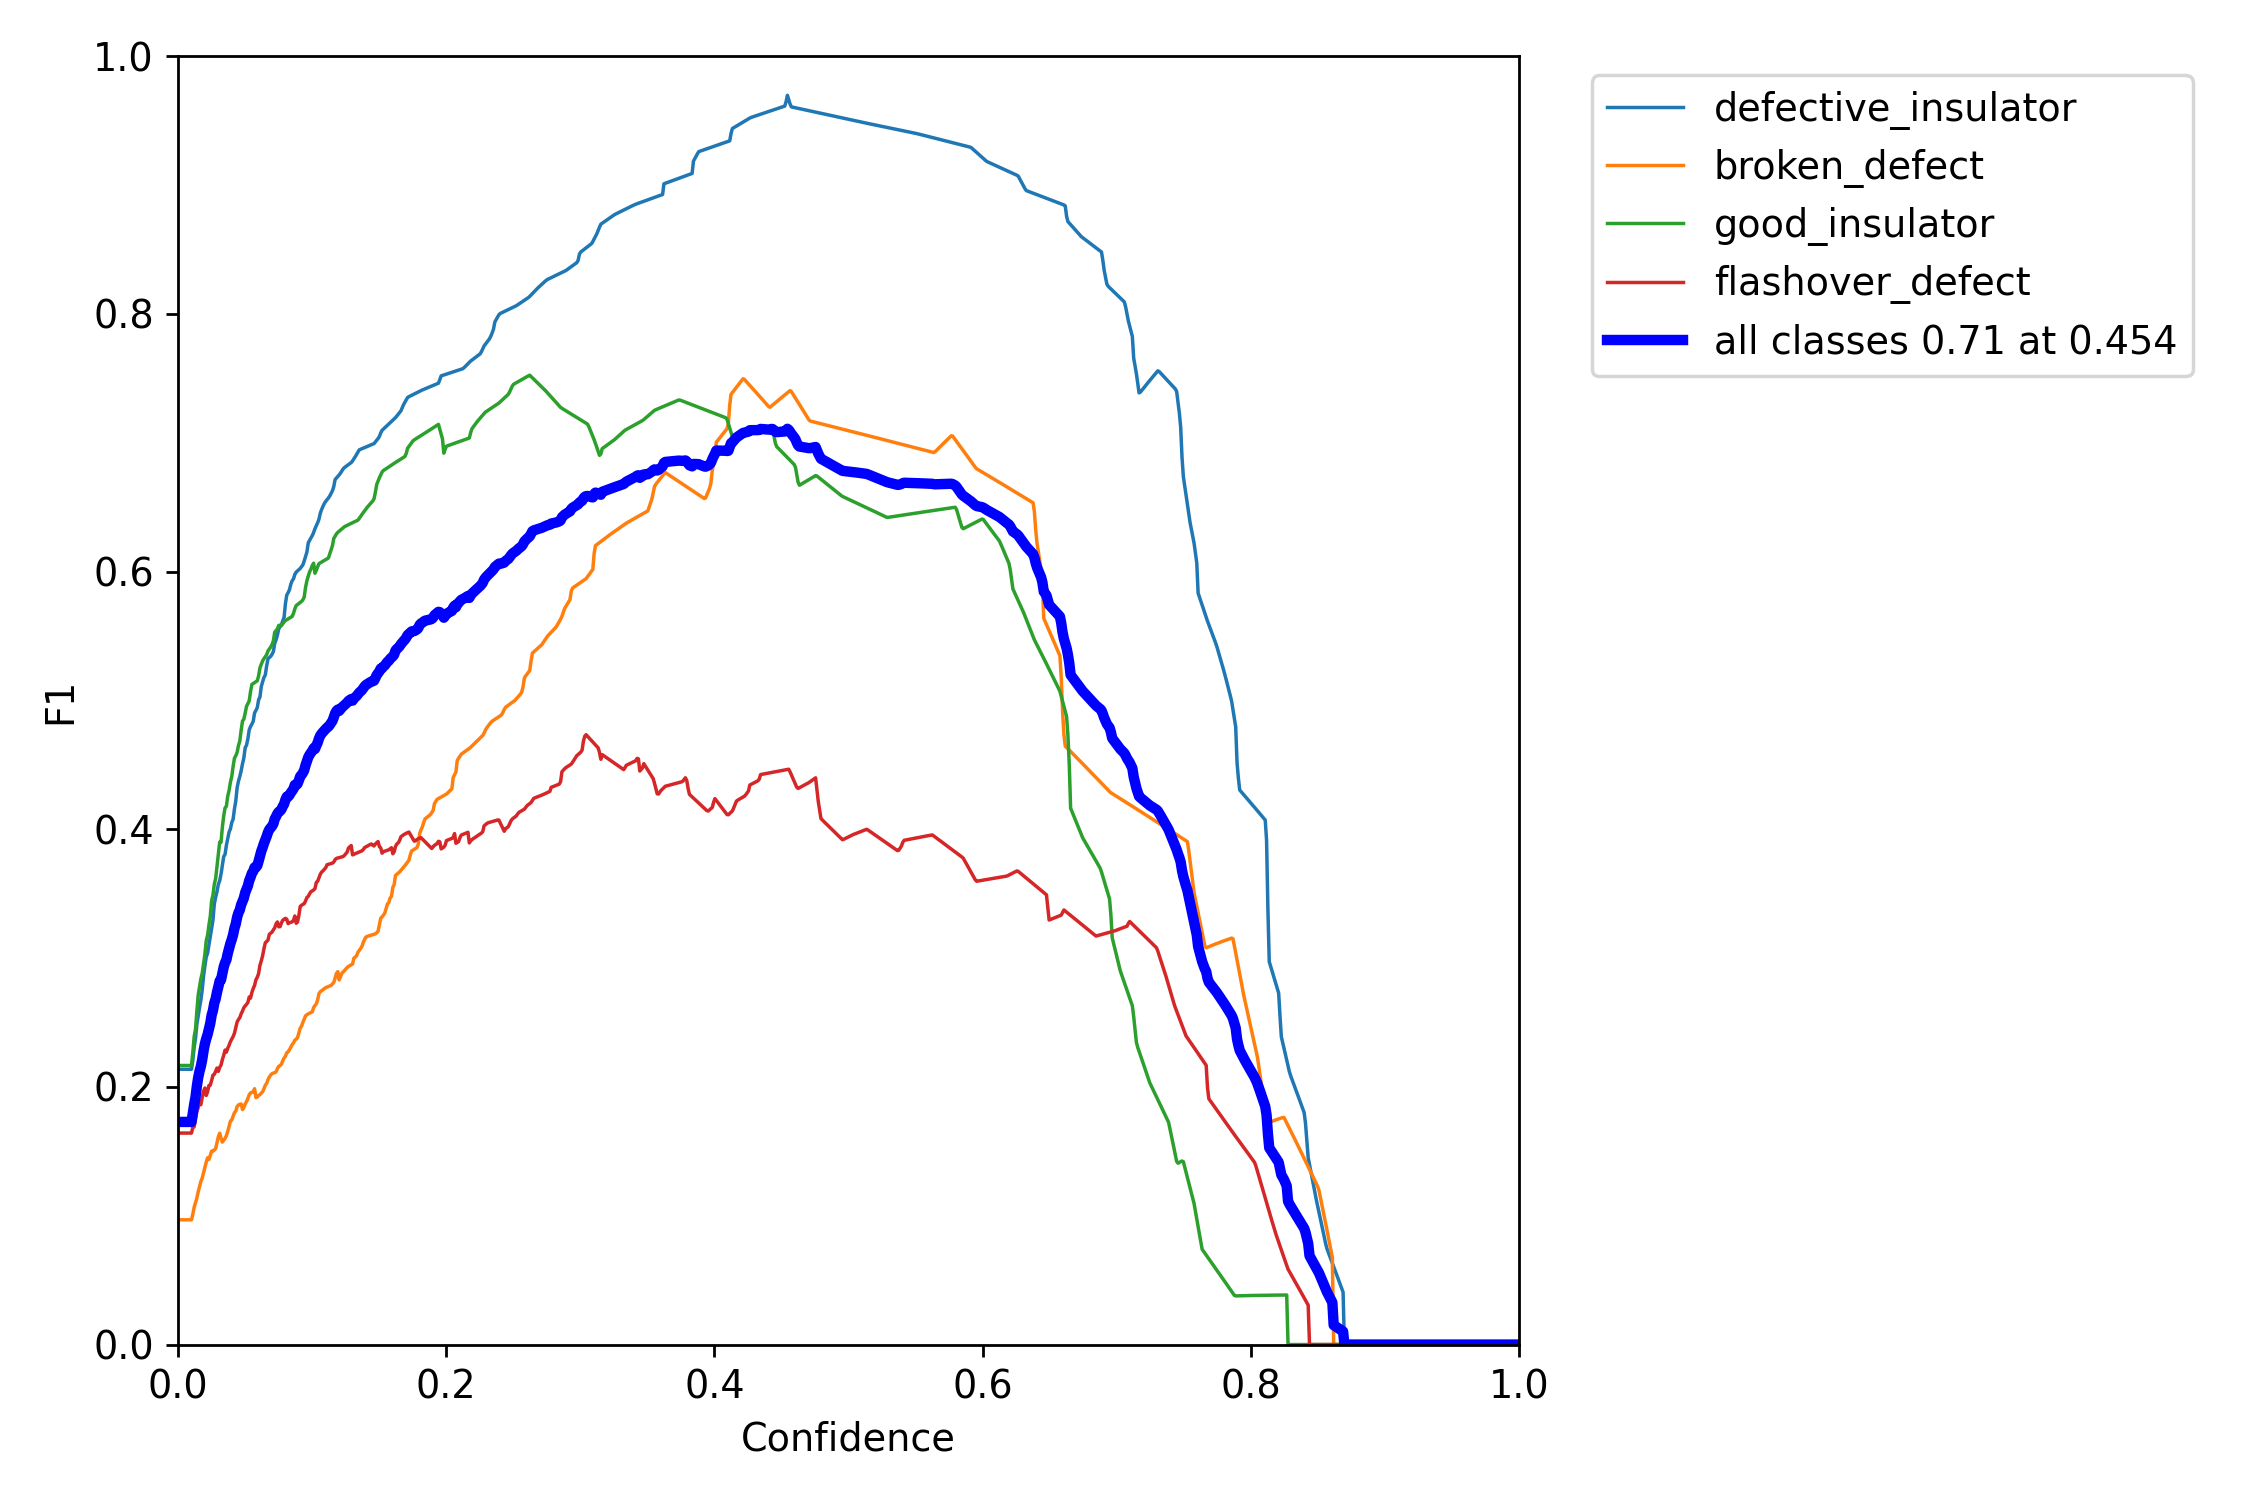 1.0
0.8
0.6
0.4
0.2
0.0
F1
0.0 0.2 0.4 0.6 0.8 1.0
Confidence
defective_insulator
broken_defect
good_insulator
flashover_defect
all classes 0.71 at 0.454